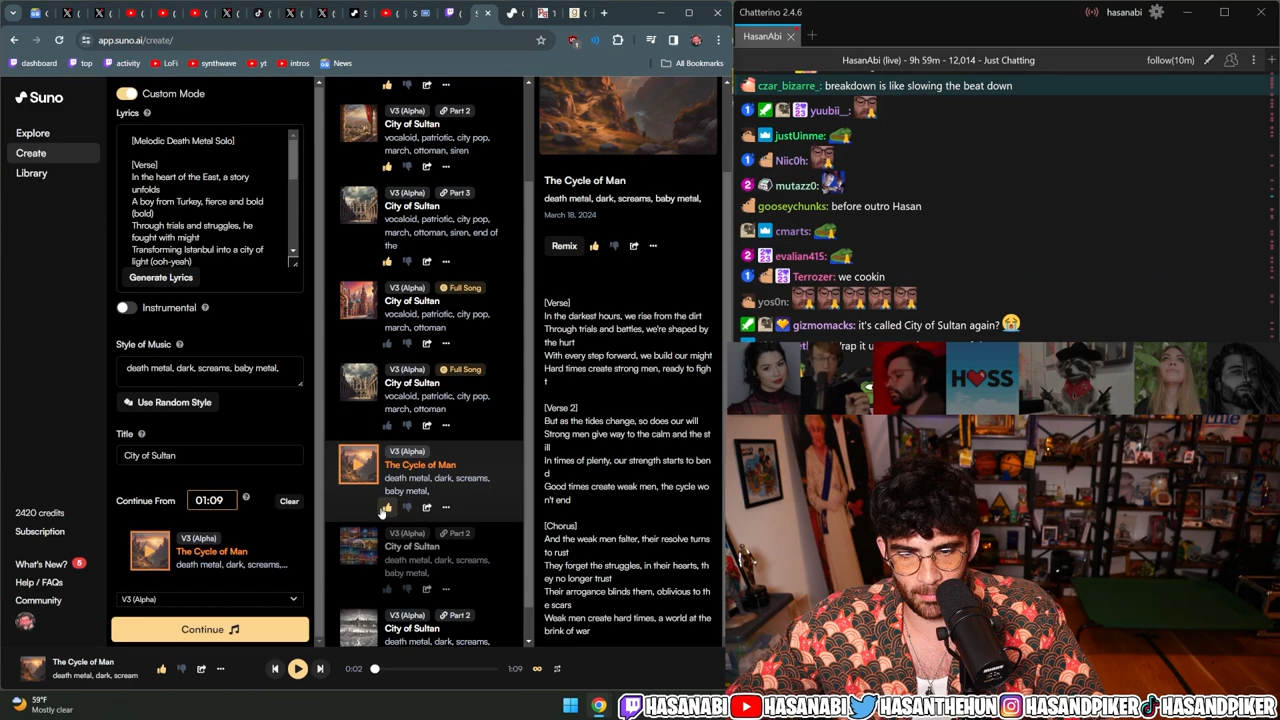 Chatterino 2.4.6
hasanabi
app.suno.ai/create/
HasanAbi
dashboard
top
activity
LoFi
synthwave
yt
intros
News
All Bookmarks
HasanAbi (live) - 9h 59m - 12,014 - Just Chatting
follow(10m)
Suno
Explore
Create
Library
2420 credits
Subscription
What's New?
5
Help / FAQs
Community
Custom Mode
Lyrics
[Melodic Death Metal Solo]
[Verse]
In the heart of the East, a story
unfolds
A boy from Turkey, fierce and bold
(bold)
Through trials and struggles, he
fought with might
Transforming Istanbul into a city of
light (ooh-yeah)
Generate Lyrics
Instrumental
Style of Music
death metal, dark, screams, baby metal,
Use Random Style
Title
City of Sultan
Continue From
01:09
Clear
V3 (Alpha)
The Cycle of Man
death metal, dark, screams,...
V3 (Alpha)
Continue
V3 (Alpha)
Part 2
City of Sultan
vocaloid, patriotic, city pop,
march, ottoman, siren
V3 (Alpha)
Part 3
City of Sultan
vocaloid, patriotic, city pop,
march, ottoman, siren, end of
the
V3 (Alpha)
Full Song
City of Sultan
vocaloid, patriotic, city pop,
march, ottoman
V3 (Alpha)
Full Song
City of Sultan
vocaloid, patriotic, city pop,
march, ottoman
V3 (Alpha)
The Cycle of Man
death metal, dark, screams,
baby metal,
V3 (Alpha)
Part 2
City of Sultan
death metal, dark, screams,
baby metal,
V3 (Alpha)
Part 2
City of Sultan
death metal, dark, screams,
The Cycle of Man
death metal, dark, screams, baby metal,
March 18, 2024
Remix
[Verse]
In the darkest hours, we rise from the dirt
Through trials and battles, we're shaped by
the hurt
With every step forward, we build our might
Hard times create strong men, ready to figh
t
[Verse 2]
But as the tides change, so does our will
Strong men give way to the calm and the st
ill
In times of plenty, our strength starts to ben
d
Good times create weak men, the cycle wo
n't end
[Chorus]
And the weak men falter, their resolve turns
to rust
They forget the struggles, in their hearts, th
ey no longer trust
Their arrogance blinds them, oblivious to th
e scars
Weak men create hard times, a world at the
brink of war
The Cycle of Man
death metal, dark, scream
0:02
1:09
czar_bizarre_: breakdown is like slowing the beat down
yuubii__:
justUinme:
Niic0h:
mutazz0:
gooseychunks: before outro Hasan
cmarts:
evalian415:
Terrozer: we cookin
yos0n:
gizmomacks: it's called City of Sultan again?
H♥SS
59°F
Mostly clear
HASANABI
HASANABI
HASANTHEHUN
HASANDPIKER
HASANDPIKER